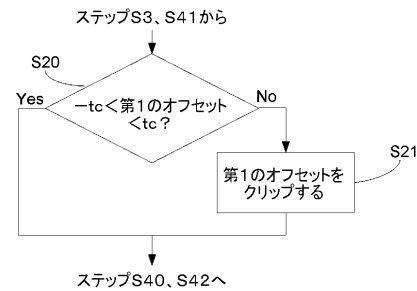 ステップS3、S41から
S20
Yes
－tc＜第1のオフセット
＜tc？
No
S21
第1のオフセットを
クリップする
ステップS40、S42へ